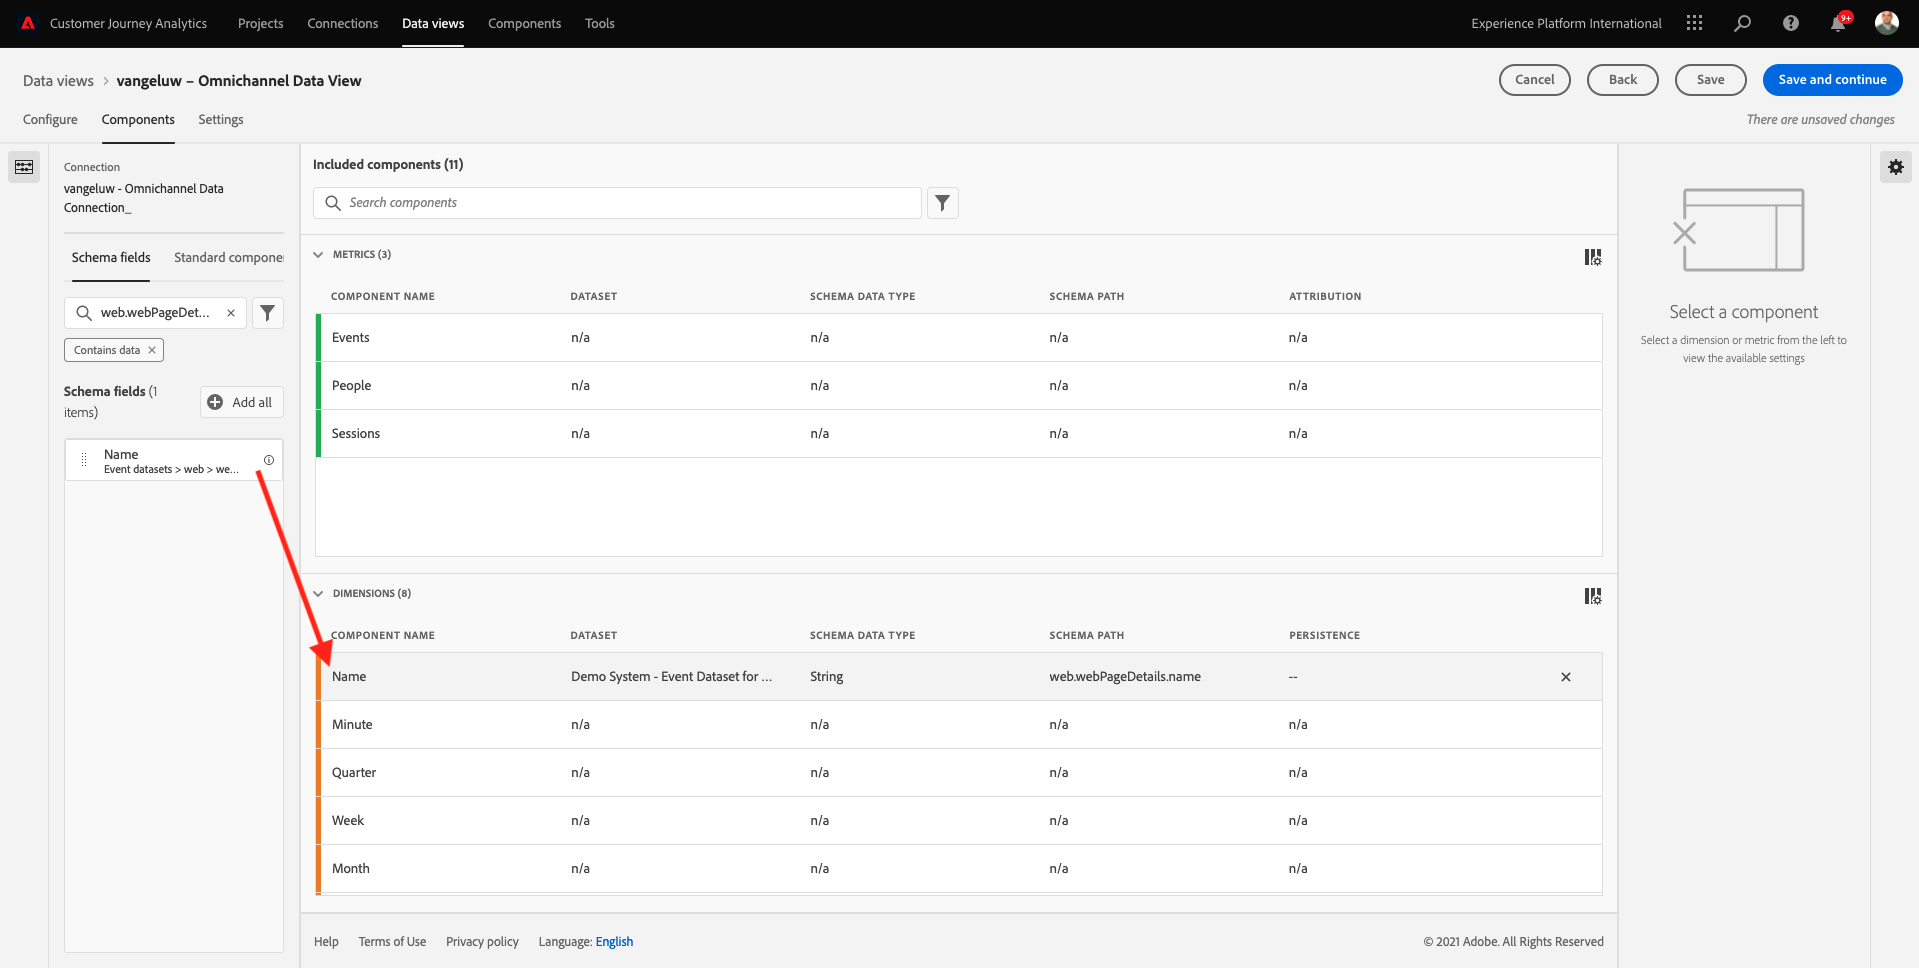 Customer Journey Analytics
Projects
Connections
Data views
Components
Tools
Experience Platform International
9+
Data views > vangeluw – Omnichannel Data View
Cancel
Back
Save
Save and continue
Configure
Components
Settings
There are unsaved changes
Connection
vangeluw - Omnichannel Data
Connection_
Schema fields
Standard compone
web.webPageDet...
Contains data
Schema fields (1
items)
Add all
Name
Event datasets > web > we...
Included components (11)
Search components
METRICS (3)
COMPONENT NAME DATASET SCHEMA DATA TYPE SCHEMA PATH ATTRIBUTION
Events n/a n/a n/a n/a
People n/a n/a n/a n/a
Sessions n/a n/a n/a n/a
DIMENSIONS (8)
COMPONENT NAME DATASET SCHEMA DATA TYPE SCHEMA PATH PERSISTENCE
Name Demo System - Event Dataset for ... String web.webPageDetails.name --
Minute n/a n/a n/a n/a
Quarter n/a n/a n/a n/a
Week n/a n/a n/a n/a
Month n/a n/a n/a n/a
Select a component
Select a dimension or metric from the left to
view the available settings
Help
Terms of Use
Privacy policy
Language: English
© 2021 Adobe. All Rights Reserved